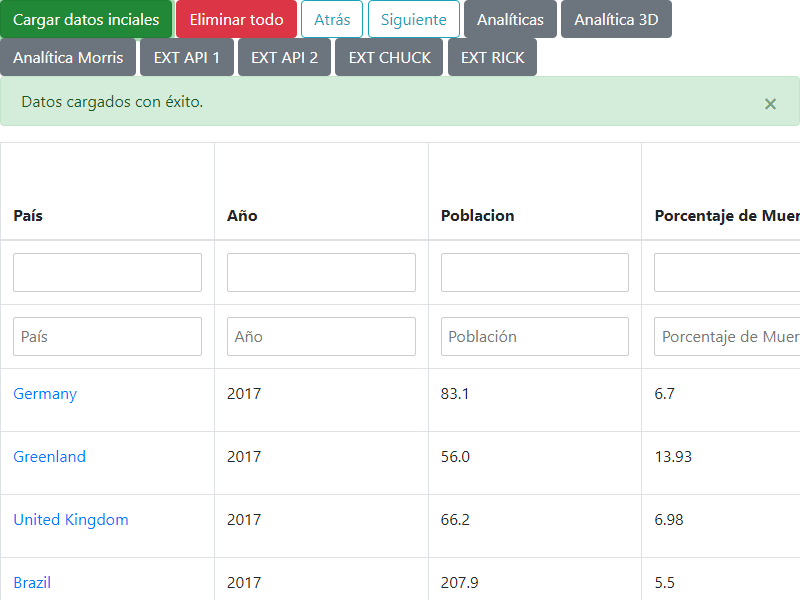 Cargar datos inciales Eliminar todo Atrás Siguiente Analíticas Analítica 3D
Analítica Morris EXT API 1 EXT API 2 EXT CHUCK EXT RICK
Datos cargados con éxito. ×
País Año Poblacion Porcentaje de Muer
País Año Población Porcentaje de Muer
Germany 2017 83.1 6.7
Greenland 2017 56.0 13.93
United Kingdom 2017 66.2 6.98
Brazil 2017 207.9 5.5